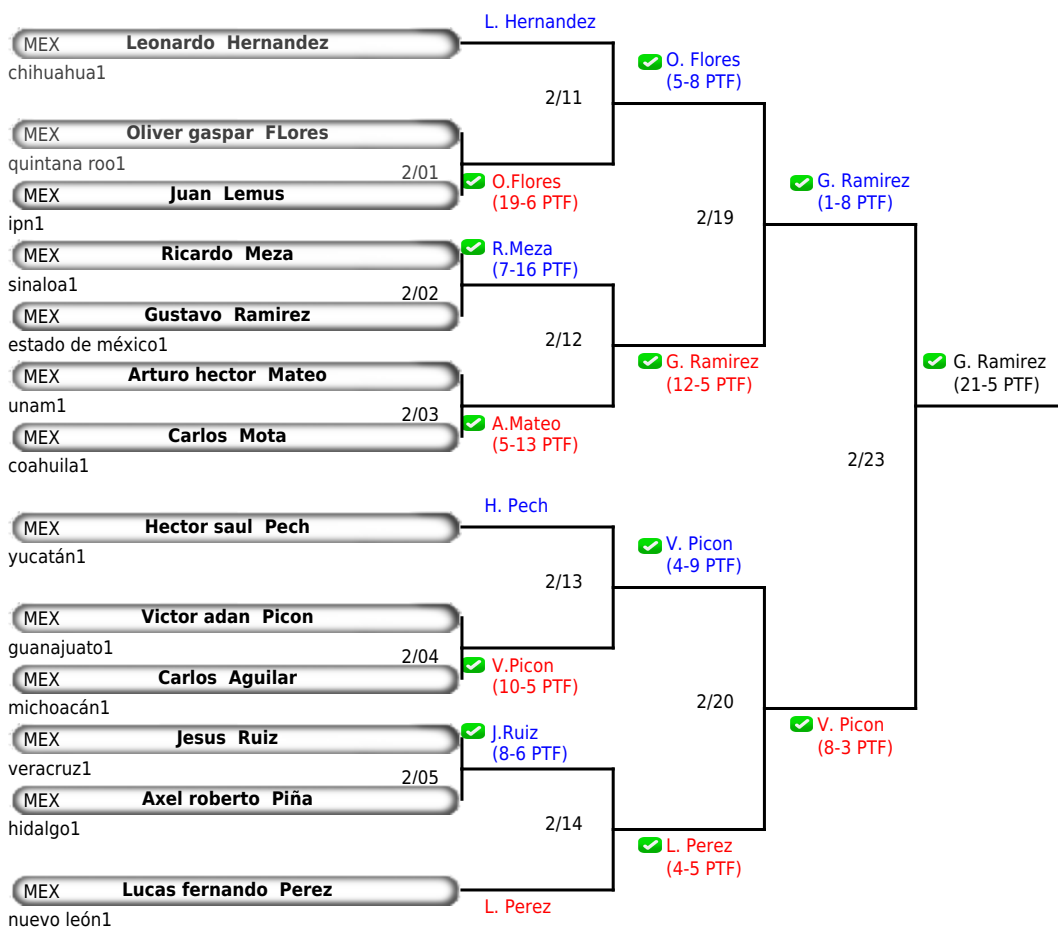 L. Hernandez
MEX Leonardo Hernandez
chihuahua1
O. Flores
(5-8 PTF)
2/11
MEX Oliver gaspar FLores
quintana roo1
2/01
O.Flores
(19-6 PTF)
MEX Juan Lemus
ipn1
G. Ramirez
(1-8 PTF)
2/19
MEX Ricardo Meza
sinaloa1
R.Meza
(7-16 PTF)
2/02
MEX Gustavo Ramirez
estado de méxico1
2/12
G. Ramirez
(12-5 PTF)
MEX Arturo hector Mateo
unam1
2/03
A.Mateo
(5-13 PTF)
MEX Carlos Mota
coahuila1
G. Ramirez
(21-5 PTF)
2/23
H. Pech
MEX Hector saul Pech
yucatán1
V. Picon
(4-9 PTF)
2/13
MEX Victor adan Picon
guanajuato1
2/04
V.Picon
(10-5 PTF)
MEX Carlos Aguilar
michoacán1
2/20
V. Picon
(8-3 PTF)
MEX Jesus Ruiz
veracruz1
J.Ruiz
(8-6 PTF)
2/05
MEX Axel roberto Piña
hidalgo1
2/14
L. Perez
(4-5 PTF)
MEX Lucas fernando Perez
nuevo león1
L. Perez